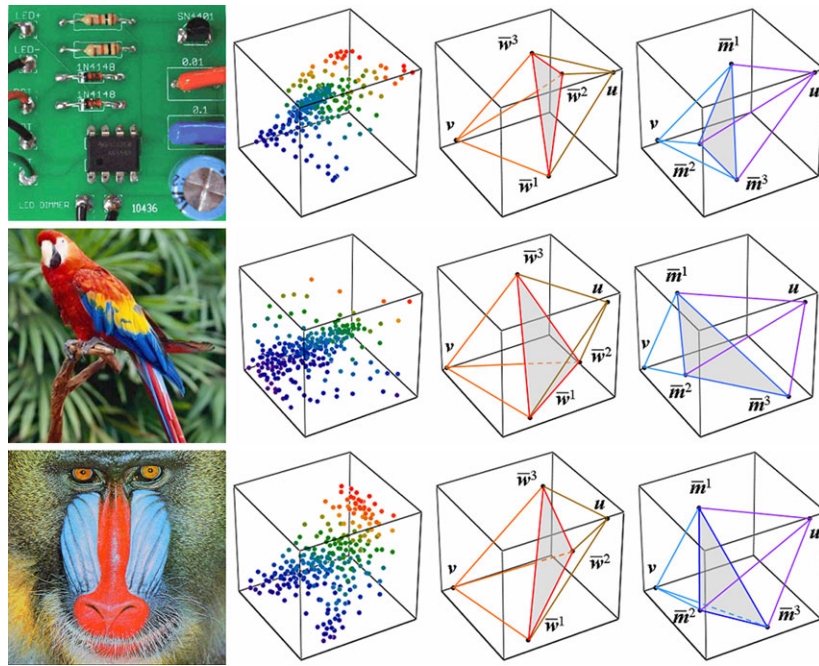 LED+
SN4401
LED-
0.01
1N4148
1N4148
0.1
LED DIMMER
10436
w̅³
w̅²
u
v
w̅¹
m̅¹
u
v
m̅²
m̅³
w̅³
u
v
w̅²
w̅¹
m̅¹
u
v
m̅²
m̅³
w̅³
u
v
w̅²
w̅¹
m̅¹
u
v
m̅²
m̅³